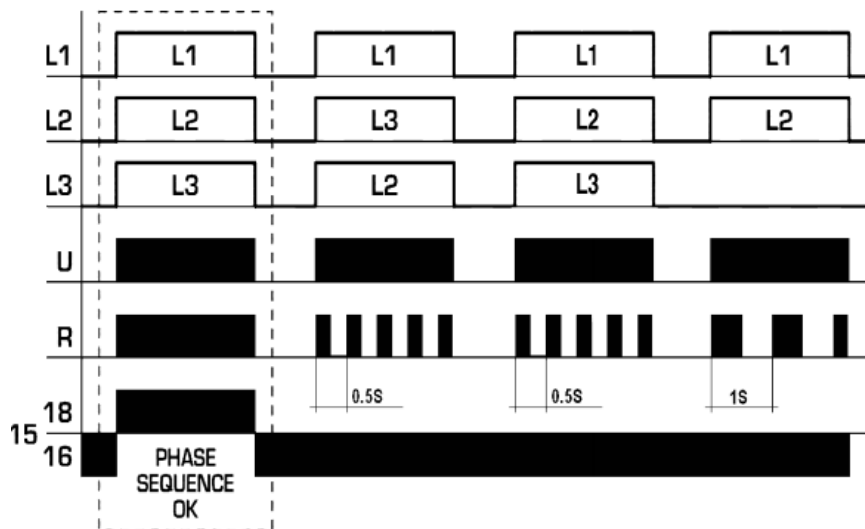 L1 L1 L1 L1 L1
L2 L2 L3 L2 L2
L3 L3 L2 L3
U
R
0.5S 0.5S 1S
18
15
16
PHASE
SEQUENCE
OK